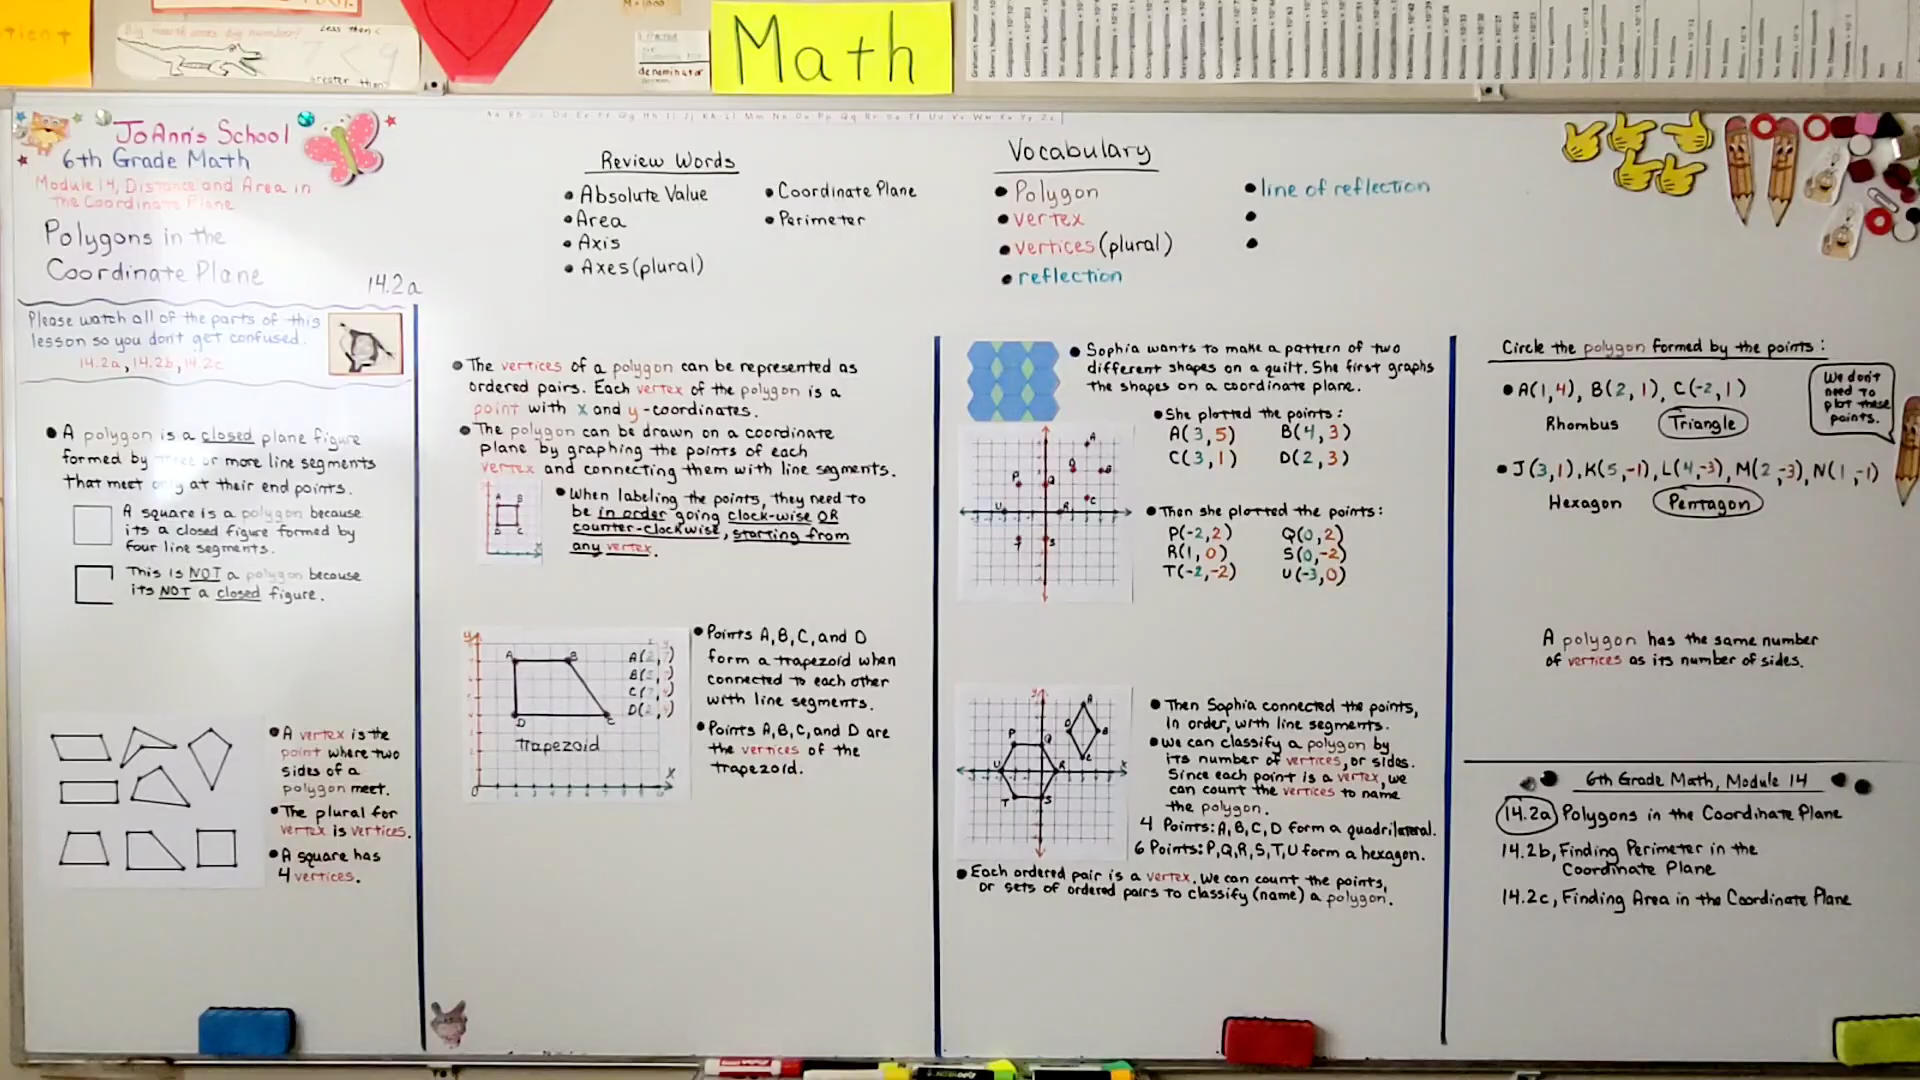 Big mouth eats big number!
Less than <
7 < 9
greater than >
denominator
Math
JoAnn's School
6th Grade Math
Module 14, Distance and Area in
The Coordinate Plane
Polygons in the
Coordinate Plane
14.2a
Please watch all of the parts of this
lesson so you don't get confused.
14.2a, 14.2b, 14.2c
Review Words
• Absolute Value
• Area
• Axis
• Axes (plural)
• Coordinate Plane
• Perimeter
Vocabulary
• Polygon
• vertex
• vertices (plural)
• reflection
• line of reflection
• A polygon is a closed plane figure
formed by three or more line segments
that meet only at their end points.
A square is a polygon because
its a closed figure formed by
four line segments.
This is NOT a polygon because
its NOT a closed figure.
• A vertex is the
point where two
sides of a
polygon meet.
• The plural for
vertex is vertices.
• A square has
4 vertices.
• The vertices of a polygon can be represented as
ordered pairs. Each vertex of the polygon is a
point with x and y-coordinates.
• The polygon can be drawn on a coordinate
plane by graphing the points of each
vertex and connecting them with line segments.
A B
D C
x
• When labeling the points, they need to
be in order going clock-wise OR
counter-clockwise, starting from
any vertex.
y
A B
D C
Trapezoid
x
0
• Points A, B, C, and D
form a trapezoid when
connected to each other
with line segments.
• Points A, B, C, and D are
the vertices of the
trapezoid.
• Sophia wants to make a pattern of two
different shapes on a quilt. She first graphs
the shapes on a coordinate plane.
• She plotted the points:
A(3,5) B(4,3)
C(3,1) D(2,3)
• Then she plotted the points:
P(-2,2) Q(0,2)
R(1,0) S(0,-2)
T(-2,-2) U(-3,0)
• Then Sophia connected the points,
in order, with line segments.
• We can classify a polygon by
its number of vertices, or sides.
Since each point is a vertex, we
can count the vertices to name
the polygon.
4 Points: A, B, C, D form a quadrilateral.
6 Points: P, Q, R, S, T, U form a hexagon.
• Each ordered pair is a vertex. We can count the points,
or sets of ordered pairs to classify (name) a polygon.
Circle the polygon formed by the points:
• A(1,4), B(2,1), C(-2,1)
Rhombus Triangle
We don't
need to
plot these
points.
• J(3,1), K(5,-1), L(4,-3), M(2,-3), N(1,-1)
Hexagon Pentagon
A polygon has the same number
of vertices as its number of sides.
6th Grade Math, Module 14
14.2a Polygons in the Coordinate Plane
14.2b, Finding Perimeter in the
Coordinate Plane
14.2c, Finding Area in the Coordinate Plane